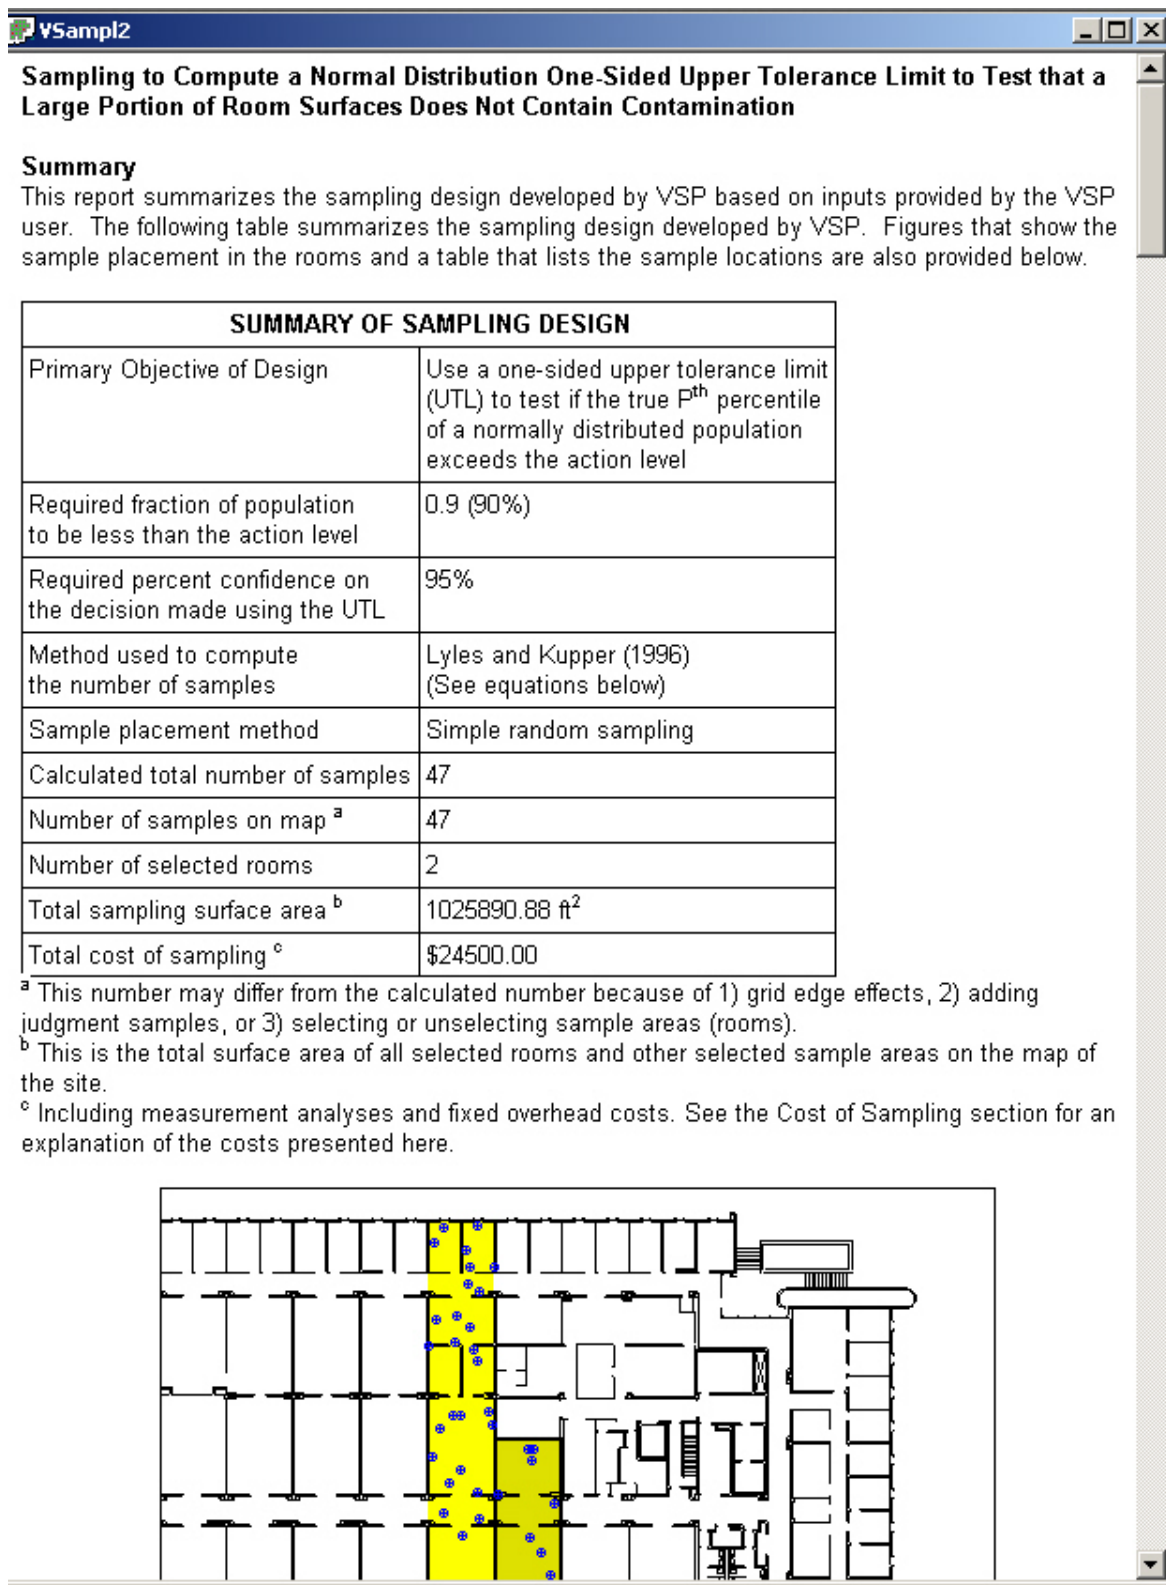 VSampl2
Sampling to Compute a Normal Distribution One-Sided Upper Tolerance Limit to Test that a
Large Portion of Room Surfaces Does Not Contain Contamination
Summary
This report summarizes the sampling design developed by VSP based on inputs provided by the VSP
user. The following table summarizes the sampling design developed by VSP. Figures that show the
sample placement in the rooms and a table that lists the sample locations are also provided below.
SUMMARY OF SAMPLING DESIGN
Primary Objective of Design
Use a one-sided upper tolerance limit
(UTL) to test if the true Pth percentile
of a normally distributed population
exceeds the action level
Required fraction of population
to be less than the action level
0.9 (90%)
Required percent confidence on
the decision made using the UTL
95%
Method used to compute
the number of samples
Lyles and Kupper (1996)
(See equations below)
Sample placement method
Simple random sampling
Calculated total number of samples
47
Number of samples on map a
47
Number of selected rooms
2
Total sampling surface area b
1025890.88 ft2
Total cost of sampling c
$24500.00
a This number may differ from the calculated number because of 1) grid edge effects, 2) adding
judgment samples, or 3) selecting or unselecting sample areas (rooms).
b This is the total surface area of all selected rooms and other selected sample areas on the map of
the site.
c Including measurement analyses and fixed overhead costs. See the Cost of Sampling section for an
explanation of the costs presented here.